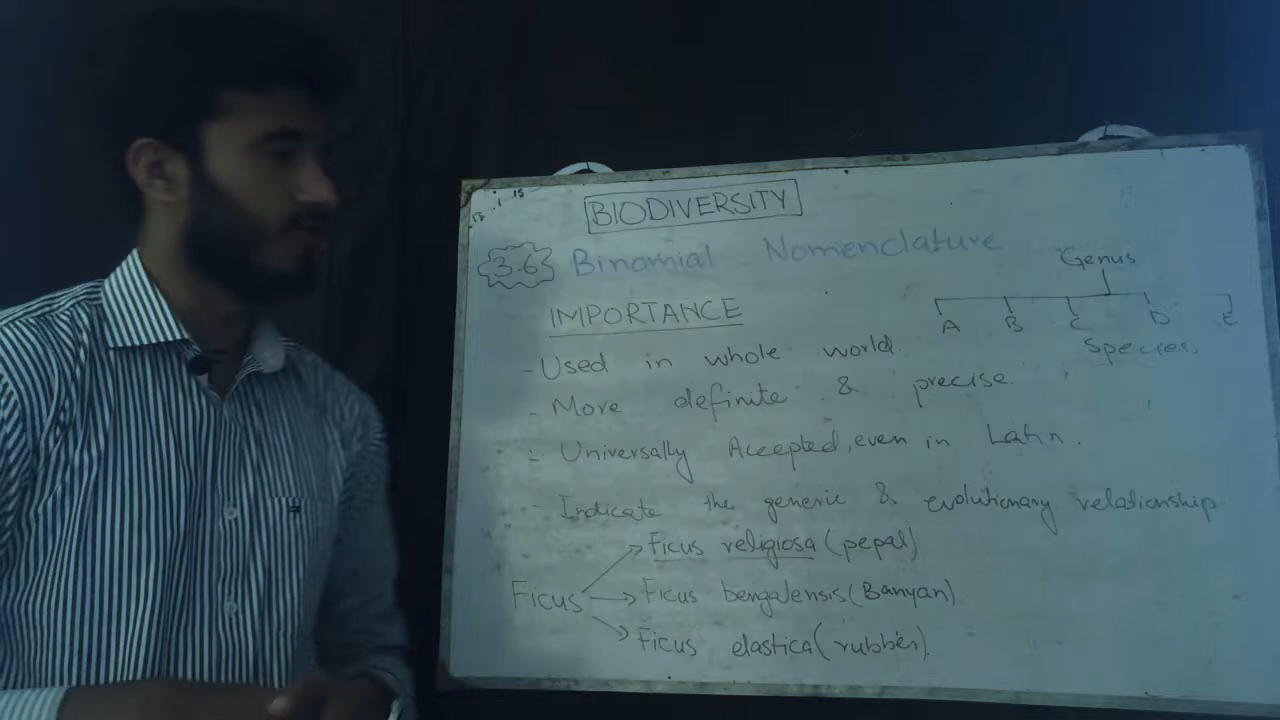 BIODIVERSITY
3.6 Binomial Nomenclature
Genus
A B C D E
Species.
IMPORTANCE
- Used in whole world.
- More definite & precise.
- Universally Accepted, even in Latin.
- Indicate the generic & evolutionary relationship
Ficus religiosa (pepal)
Ficus Ficus bengalensis (Banyan)
Ficus elastica (rubber).